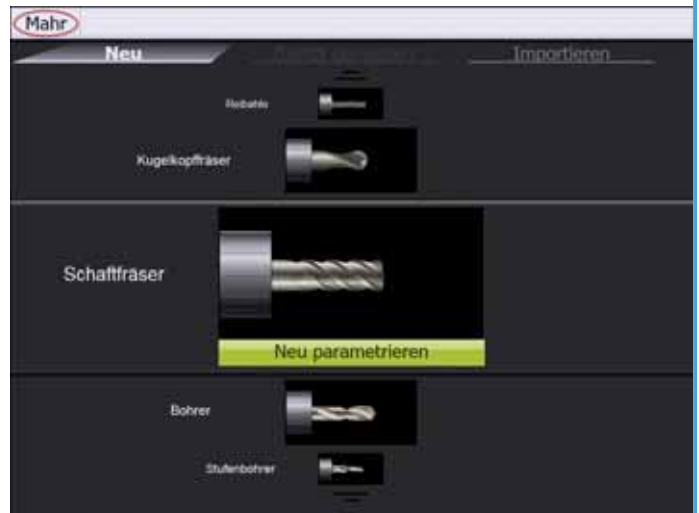 Mahr
Neu Importieren
Reibahle
Kugelkopffräser
Schaftfräser
Neu parametrieren
Bohrer
Stufenbohrer